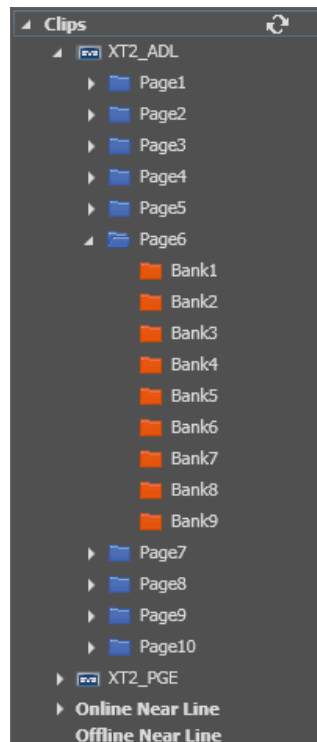 Clips
XT2_ADL
Page1
Page2
Page3
Page4
Page5
Page6
Bank1
Bank2
Bank3
Bank4
Bank5
Bank6
Bank7
Bank8
Bank9
Page7
Page8
Page9
Page10
XT2_PGE
Online Near Line
Offline Near Line